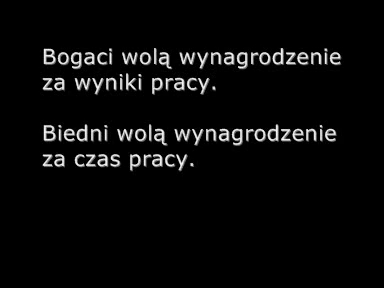 Bogaci wolą wynagrodzenie
za wyniki pracy.
Biedni wolą wynagrodzenie
za czas pracy.